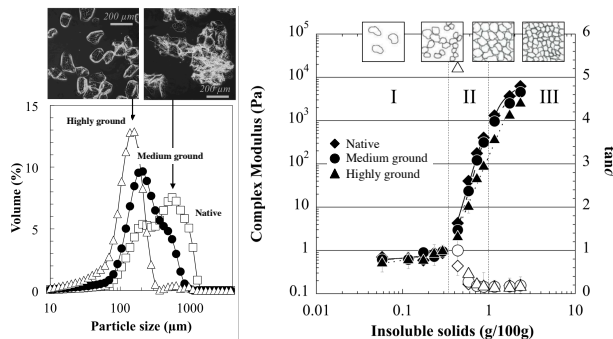 200 µm
200 µm
Volume (%)
15
10
5
0
Highly ground
Medium ground
Native
10
100
1000
Particle size (µm)
Complex Modulus (Pa)
10⁵
10⁴
10³
10²
10¹
1
0.1
I
II
III
Native
Medium ground
Highly ground
6
5
4
3
2
1
0
tan∂
0.01
0.1
1
10
Insoluble solids (g/100g)